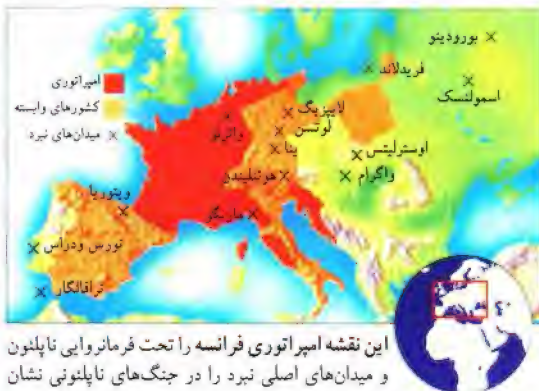 بورودینو
فریدلاند
اسمولنسک
امپراتوری
کشورهای وابسته
میدان‌های نبرد
لایپزیگ
لوتسن
واترلو
ینا
اوسترلیتس
هوئنلیندن
واگرام
ویتوریا
مارنگر
تورس ودراس
ترافالگار
این نقشه امپراتوری فرانسه را تحت فرمانروایی ناپلئون
و میدان‌های اصلی نبرد را در جنگ‌های ناپلئونی نشان